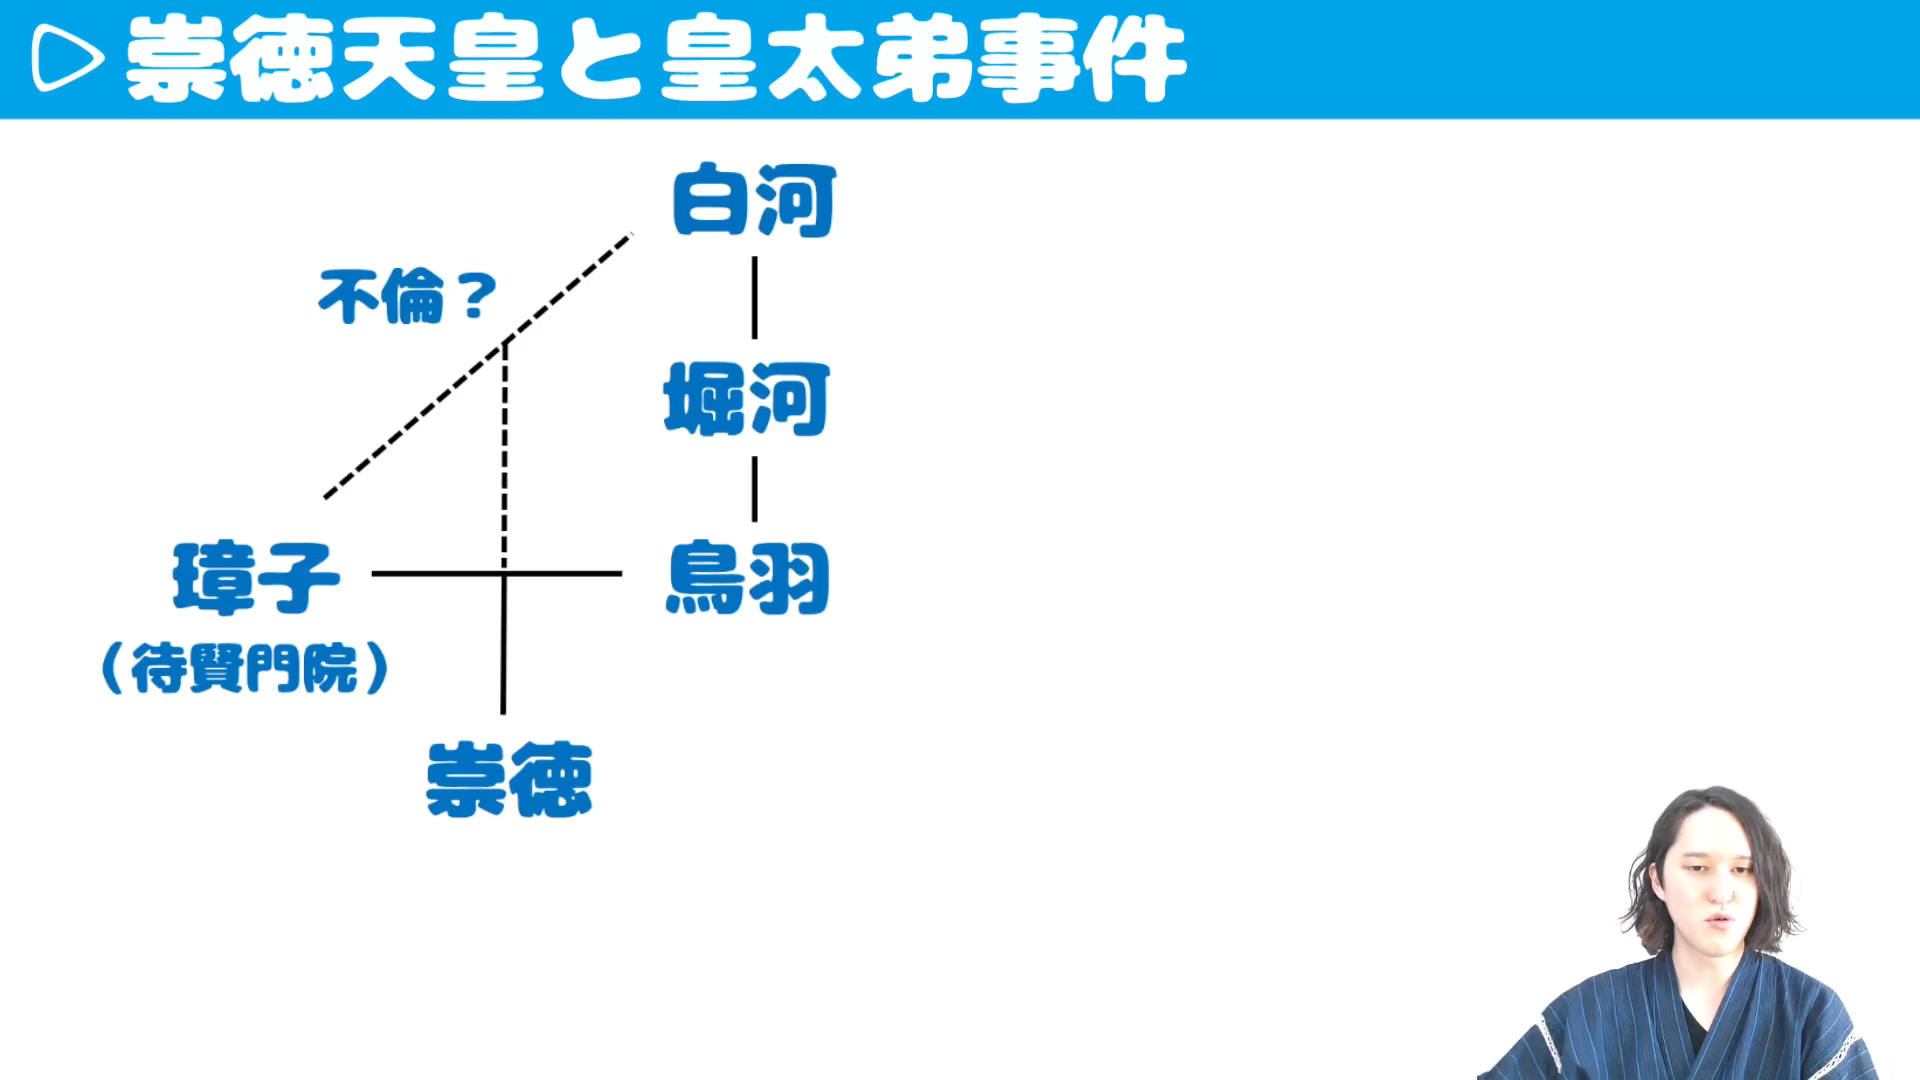 崇徳天皇と皇太弟事件
白河
不倫？
堀河
璋子
鳥羽
（待賢門院）
崇徳